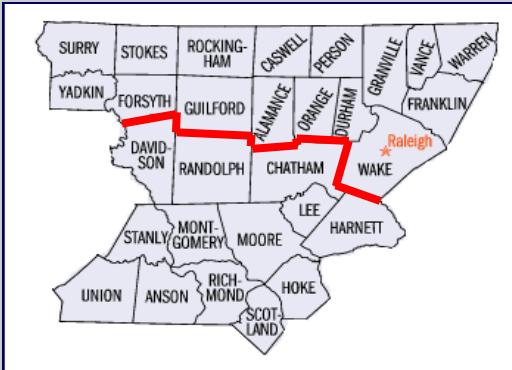 SURRY
STOKES
ROCKING-
HAM
CASWELL
PERSON
GRANVILLE
VANCE
WARREN
YADKIN
FORSYTH
GUILFORD
ALAMANCE
ORANGE
DURHAM
FRANKLIN
Raleigh
DAVID-
SON
RANDOLPH
CHATHAM
WAKE
LEE
HARNETT
STANLY
MONT-
GOMERY
MOORE
UNION
ANSON
RICH-
MOND
HOKE
SCOT-
LAND